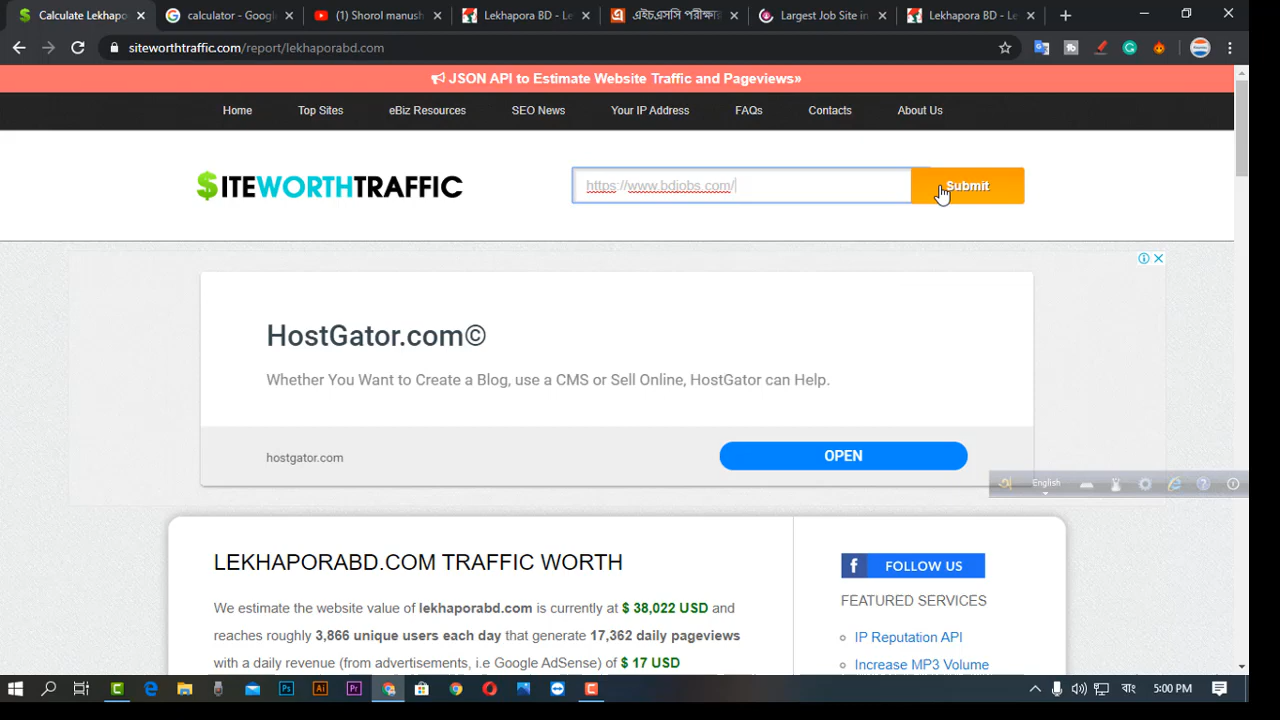 Calculate Lekhapo
calculator - Googl
(1) Shorol manush
Lekhapora BD - Le
এইচএসসি পরীক্ষার
Largest Job Site in
Lekhapora BD - Le
siteworthtraffic.com/report/lekhaporabd.com
JSON API to Estimate Website Traffic and Pageviews»
Home
Top Sites
eBiz Resources
SEO News
Your IP Address
FAQs
Contacts
About Us
$ITEWORTHTRAFFIC
https://www.bdjobs.com/
Submit
HostGator.com©
Whether You Want to Create a Blog, use a CMS or Sell Online, HostGator can Help.
hostgator.com
OPEN
English
LEKHAPORABD.COM TRAFFIC WORTH
We estimate the website value of lekhaporabd.com is currently at $ 38,022 USD and
reaches roughly 3,866 unique users each day that generate 17,362 daily pageviews
with a daily revenue (from advertisements, i.e Google AdSense) of $ 17 USD
FOLLOW US
FEATURED SERVICES
IP Reputation API
Increase MP3 Volume
বাং
5:00 PM